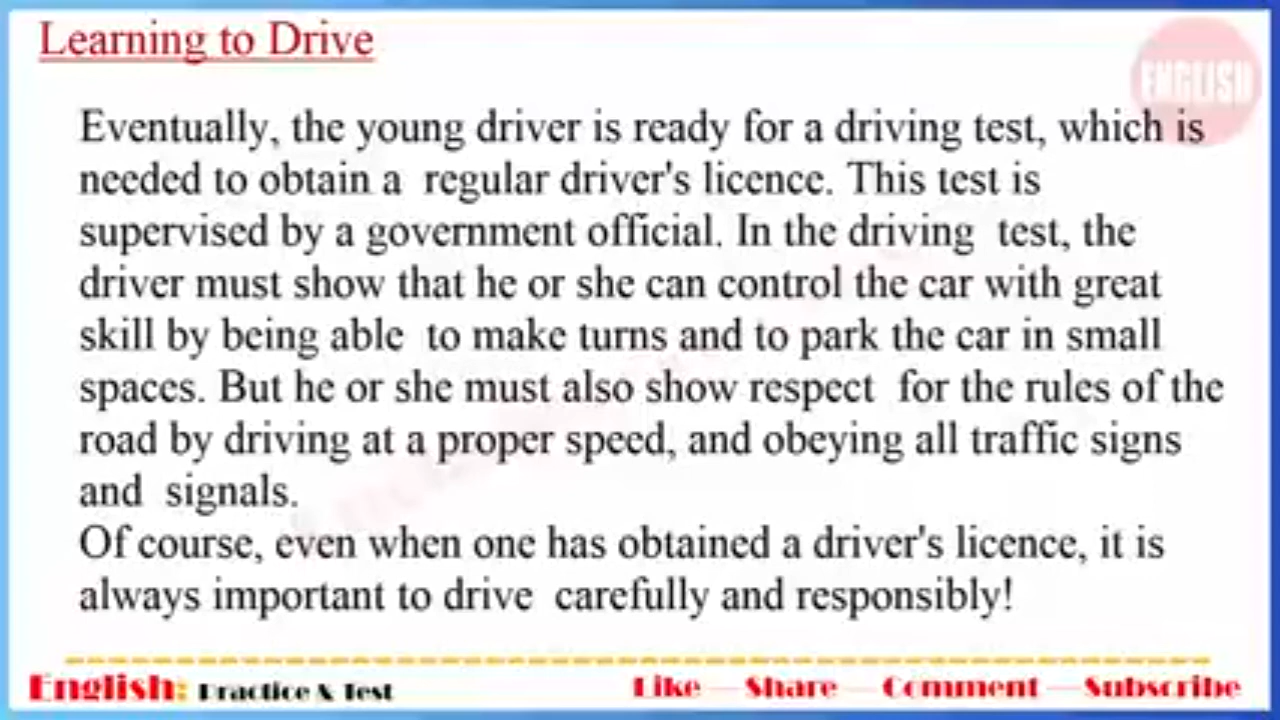 Learning to Drive
ENGLISH
Eventually, the young driver is ready for a driving test, which is
needed to obtain a regular driver's licence. This test is
supervised by a government official. In the driving test, the
driver must show that he or she can control the car with great
skill by being able to make turns and to park the car in small
spaces. But he or she must also show respect for the rules of the
road by driving at a proper speed, and obeying all traffic signs
and signals.
Of course, even when one has obtained a driver's licence, it is
always important to drive carefully and responsibly!
English: Practice & Test
Like — Share — Comment — Subscribe